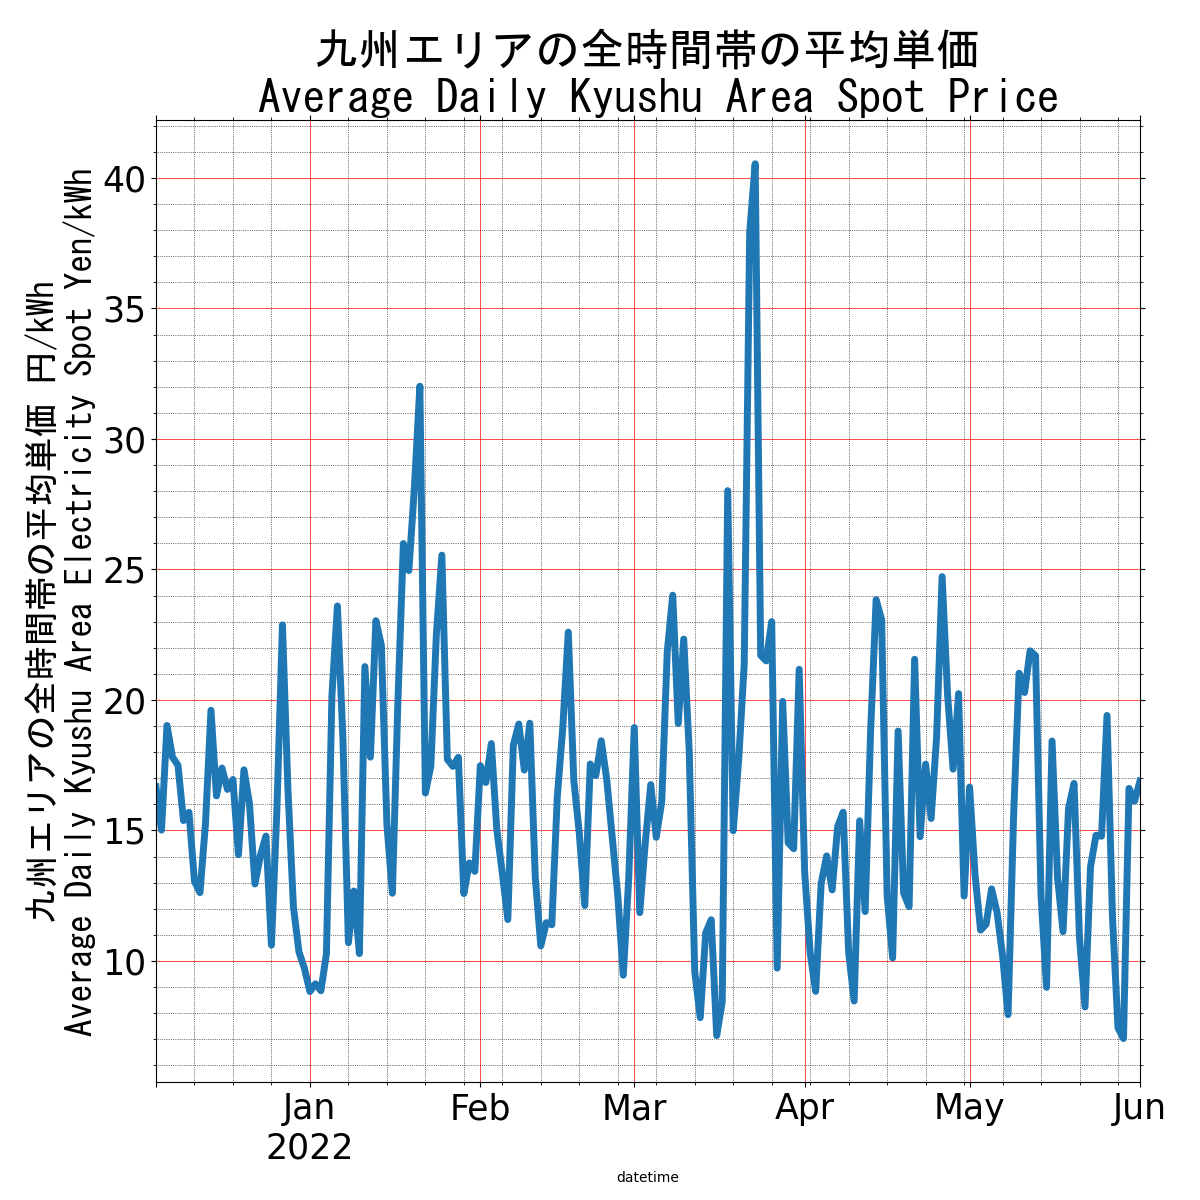 九州エリアの全時間帯の平均単価
Average Daily Kyushu Area Spot Price
九州エリアの全時間帯の平均単価 円/kWh
Average Daily Kyushu Area Electricity Spot Yen/kWh
40
35
30
25
20
15
10
Jan
2022
Feb
Mar
Apr
May
Jun
datetime